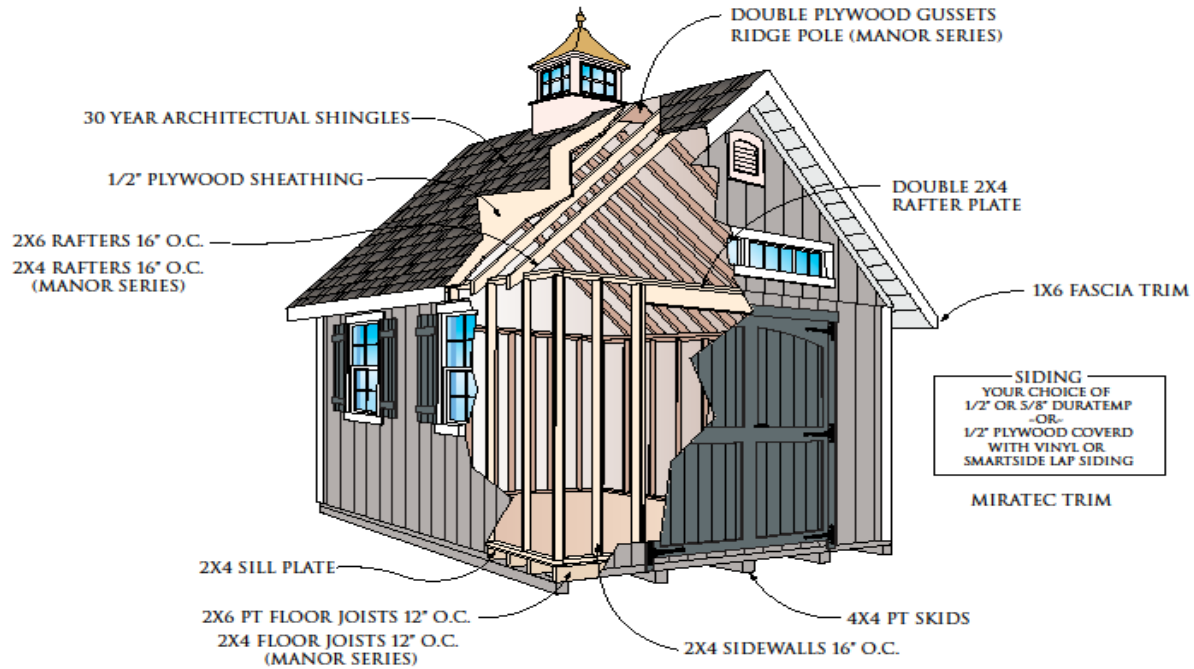 DOUBLE PLYWOOD GUSSETS
RIDGE POLE (MANOR SERIES)
30 YEAR ARCHITECTUAL SHINGLES
1/2" PLYWOOD SHEATHING
DOUBLE 2X4
RAFTER PLATE
2X6 RAFTERS 16" O.C.
2X4 RAFTERS 16" O.C.
(MANOR SERIES)
1X6 FASCIA TRIM
SIDING
YOUR CHOICE OF
1/2" OR 5/8" DURATEMP
-OR-
1/2" PLYWOOD COVERD
WITH VINYL OR
SMARTSIDE LAP SIDING
MIRATEC TRIM
2X4 SILL PLATE
2X6 PT FLOOR JOISTS 12" O.C.
2X4 FLOOR JOISTS 12" O.C.
(MANOR SERIES)
4X4 PT SKIDS
2X4 SIDEWALLS 16" O.C.